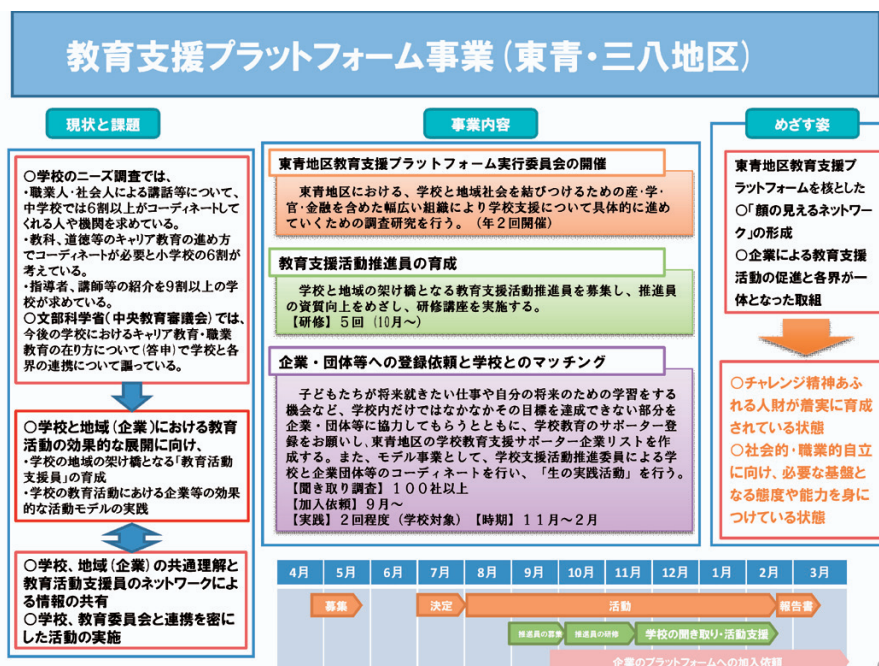 教育支援プラットフォーム事業(東青・三八地区)
現状と課題
○学校のニーズ調査では、
・職業人・社会人による講話等について、
中学校では6割以上がコーディネートして
くれる人や機関を求めている。
・教科、道徳等のキャリア教育の進め方
でコーディネートが必要と小学校の6割が
考えている。
・指導者、講師等の紹介を9割以上の学
校が求めている。
○文部科学省(中央教育審議会)では、
今後の学校におけるキャリア教育・職業
教育の在り方について(答申)で学校と各
界の連携について謳っている。
○学校と地域(企業)における教育
活動の効果的な展開に向け、
・学校の地域の架け橋となる「教育活動
支援員」の育成
・学校の教育活動にあける企業等の効果
的な活動モデルの実践
○学校、地域(企業)の共通理解と
教育活動支援員のネットワークによ
る情報の共有
○学校、教育委員会と連携を密に
した活動の実施
事業内容
東青地区教育支援プラットフォーム実行委員会の開催
東青地区における、学校と地域社会を結びつけるための産・学・
官・金融を含めた幅広い組織により学校支援について具体的に進め
ていくための調査研究を行う。(年2回開催)
教育支援活動推進員の育成
学校と地域の架け橋となる教育支援活動推進員を募集し、推進員
の資質向上をめざし、研修講座を実施する。
【研修】5回(10月~)
企業・団体等への登録依頼と学校とのマッチング
子どもたちが将来就きたい仕事や自分の将来のための学習をする
機会など、学校内だけではなかなかその目標を達成できない部分を
企業・団体等に協力してもらうとともに、学校教育のサポーター登
録をお願いし、東青地区の学校教育支援サポーター企業リストを作
成する。また、モデル事業として、学校支援活動推進委員による学校
と企業団体等のコーディネートを行い、「生の実践活動」を行う。
【聞き取り調査】100社以上
【加入依頼】9月~
【実践】2回程度(学校対象)【時期】11月~2月
めざす姿
東青地区教育支援プ
ラットフォームを核とした
○「顔の見えるネットワー
ク」の形成
○企業による教育支援
活動の促進と各界が一
体となった取組
○チャレンジ精神あふ
れる人財が着実に育成
されている状態
○社会的・職業的自立
に向け、必要な基盤と
なる態度や能力を身に
つけている状態
4月 5月 6月 7月 8月 9月 10月 11月 12月 1月 2月 3月
募集 決定 活動 報告書
推進員の募集 推進員の研修 学校の聞き取り・活動支援
企業のプラットフォームへの加入依頼